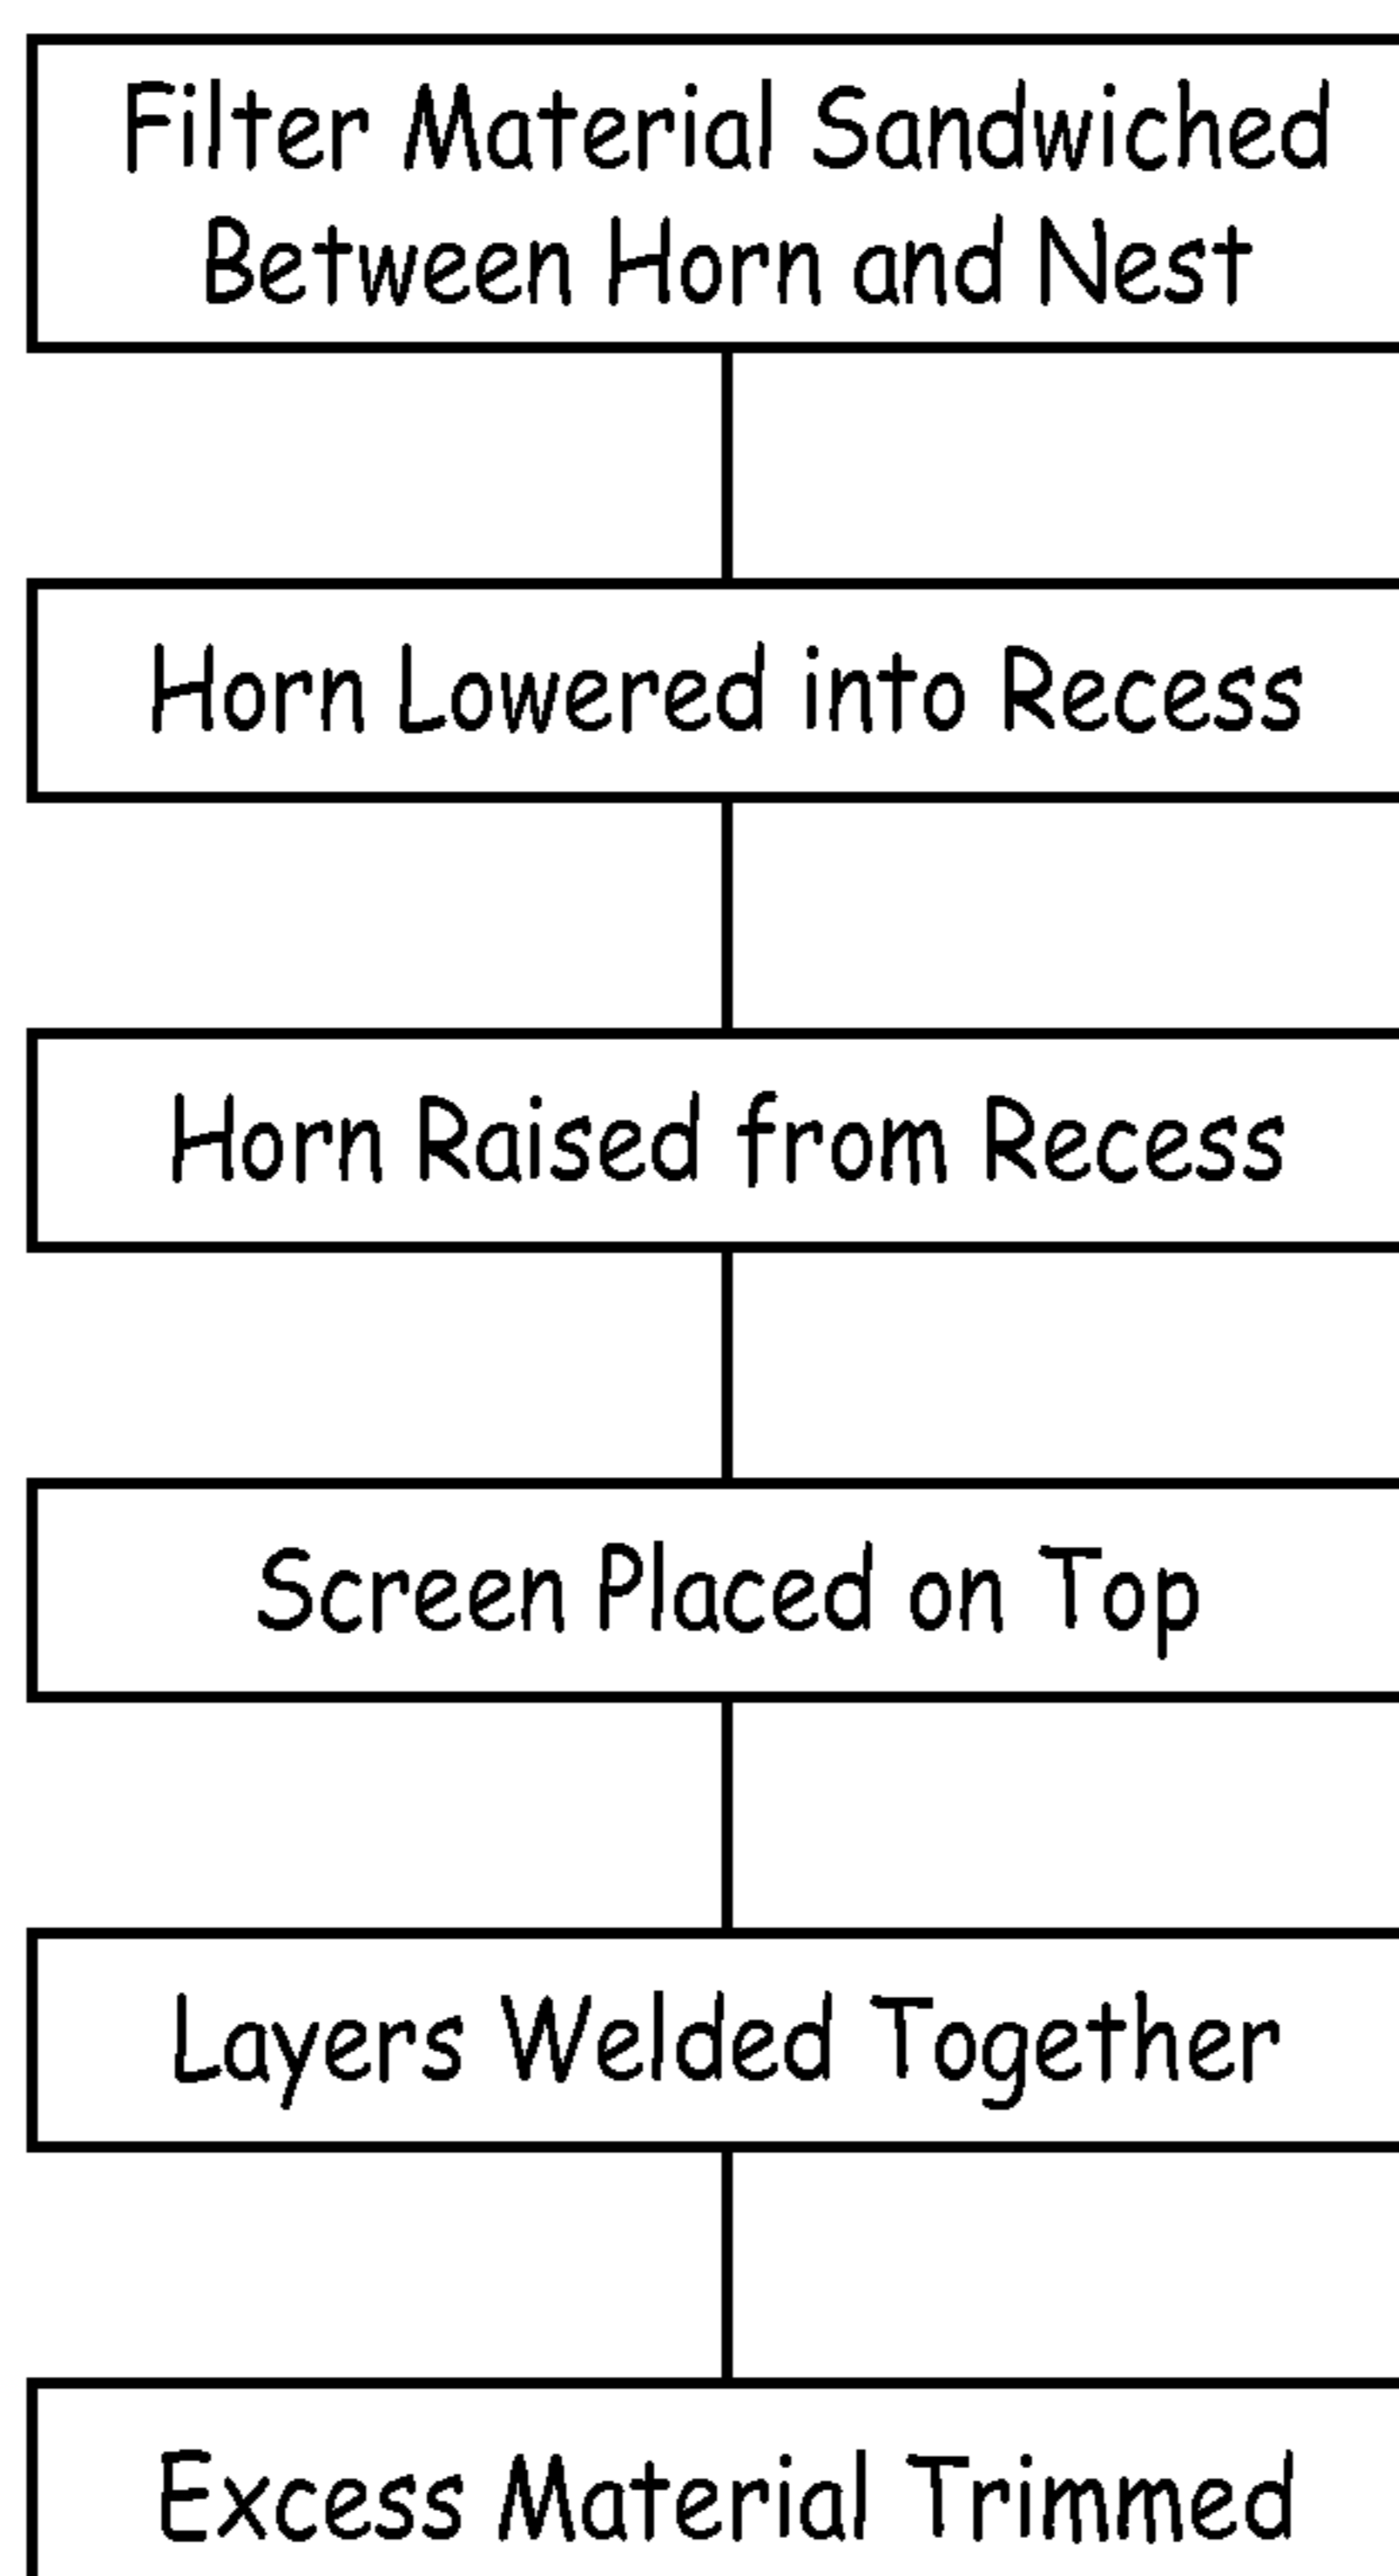 Filter Material Sandwiched
Between Horn and Nest
Horn Lowered into Recess
Horn Raised from Recess
Screen Placed on Top
Layers Welded Together
Excess Material Trimmed